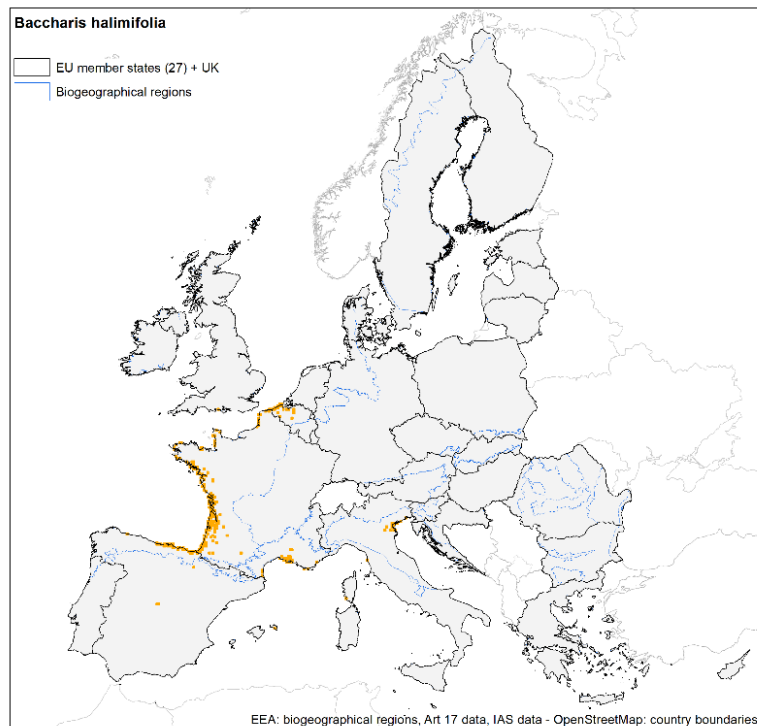 Baccharis halimifolia
EU member states (27) + UK
Biogeographical regions
EEA: biogeographical regions, Art 17 data, IAS data - OpenStreetMap: country boundaries